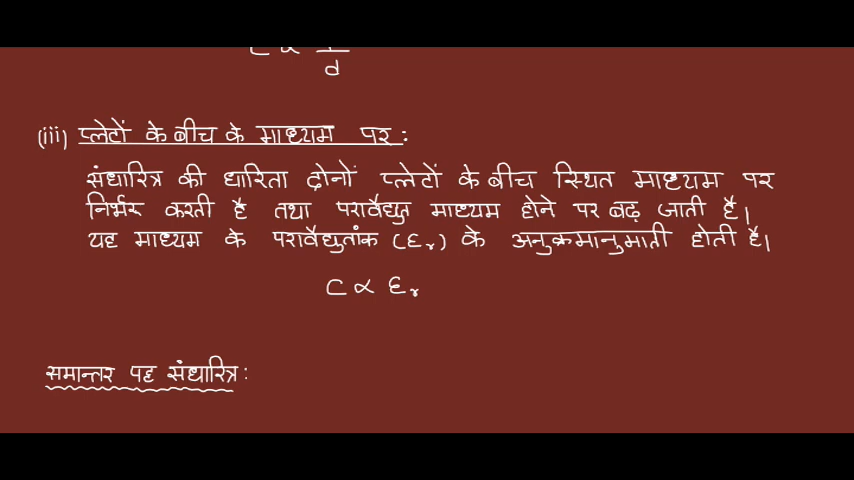 d
(iii) प्लेटों के बीच के माध्यम पर :
संधारित्र की धारिता दोनों प्लेटों के बीच स्थित माध्यम पर
निर्भर करती है तथा परावैद्युत माध्यम होने पर बढ़ जाती है।
यह माध्यम के परावैद्युतांक (εᵣ) के अनुक्रमानुपाती होती है।
C ∝ εᵣ
समान्तर पट्ट संधारित्र :